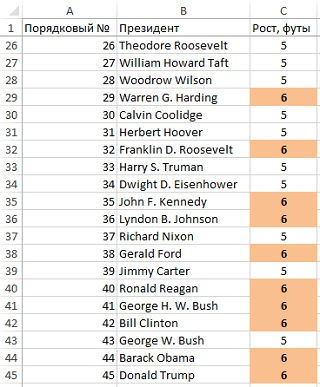 A B C
1 Порядковый № Президент Рост, футы
26 26 Theodore Roosevelt 5
27 27 William Howard Taft 5
28 28 Woodrow Wilson 5
29 29 Warren G. Harding 6
30 30 Calvin Coolidge 5
31 31 Herbert Hoover 5
32 32 Franklin D. Roosevelt 6
33 33 Harry S. Truman 5
34 34 Dwight D. Eisenhower 5
35 35 John F. Kennedy 6
36 36 Lyndon B. Johnson 6
37 37 Richard Nixon 5
38 38 Gerald Ford 6
39 39 Jimmy Carter 5
40 40 Ronald Reagan 6
41 41 George H. W. Bush 6
42 42 Bill Clinton 6
43 43 George W. Bush 5
44 44 Barack Obama 6
45 45 Donald Trump 6